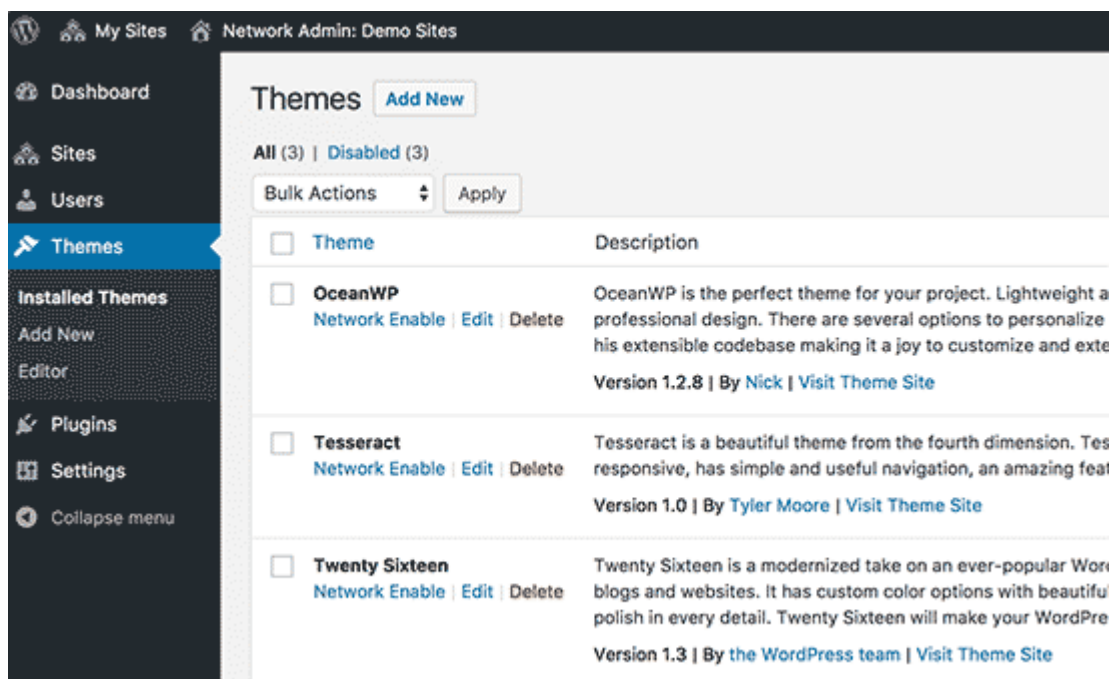 My Sites Network Admin: Demo Sites
Dashboard
Sites
Users
Themes
Installed Themes
Add New
Editor
Plugins
Settings
Collapse menu
Themes Add New
All (3) | Disabled (3)
Bulk Actions Apply
Theme Description
OceanWP
Network Enable | Edit | Delete
OceanWP is the perfect theme for your project. Lightweight a
professional design. There are several options to personalize
his extensible codebase making it a joy to customize and exte
Version 1.2.8 | By Nick | Visit Theme Site
Tesseract
Network Enable | Edit | Delete
Tesseract is a beautiful theme from the fourth dimension. Tes
responsive, has simple and useful navigation, an amazing feat
Version 1.0 | By Tyler Moore | Visit Theme Site
Twenty Sixteen
Network Enable | Edit | Delete
Twenty Sixteen is a modernized take on an ever-popular Word
blogs and websites. It has custom color options with beautiful
polish in every detail. Twenty Sixteen will make your WordPre
Version 1.3 | By the WordPress team | Visit Theme Site